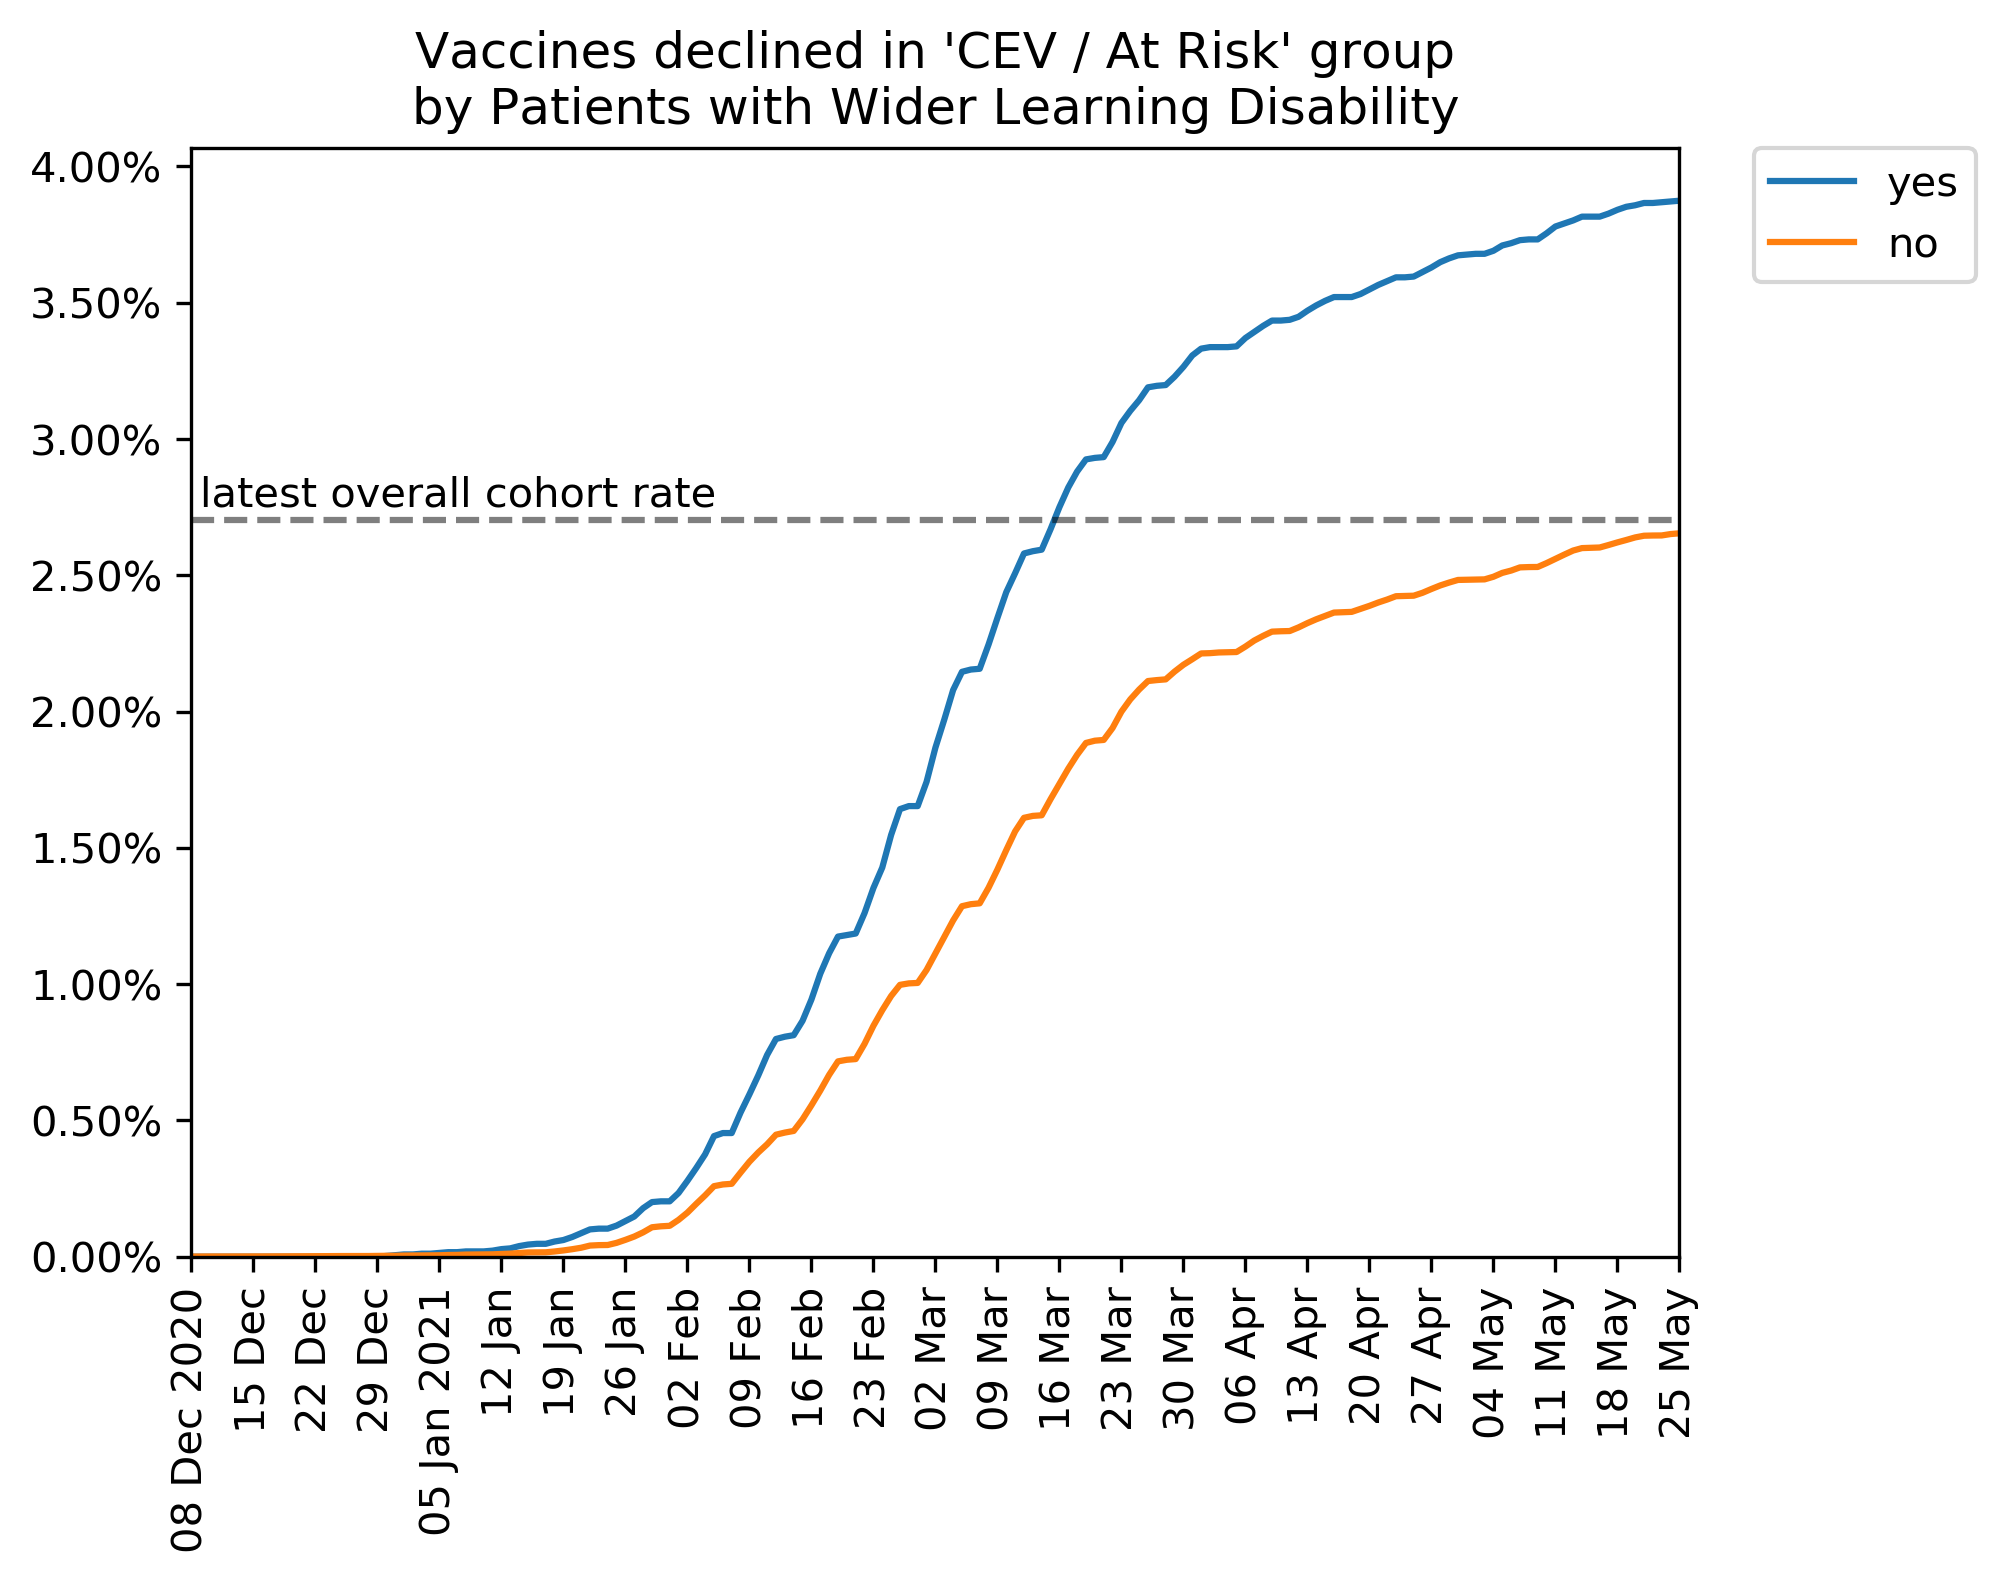 Vaccines declined in 'CEV / At Risk' group
by Patients with Wider Learning Disability
yes
no
4.00%
3.50%
3.00%
2.50%
2.00%
1.50%
1.00%
0.50%
0.00%
latest overall cohort rate
08 Dec 2020
15 Dec
22 Dec
29 Dec
05 Jan 2021
12 Jan
19 Jan
26 Jan
02 Feb
09 Feb
16 Feb
23 Feb
02 Mar
09 Mar
16 Mar
23 Mar
30 Mar
06 Apr
13 Apr
20 Apr
27 Apr
04 May
11 May
18 May
25 May